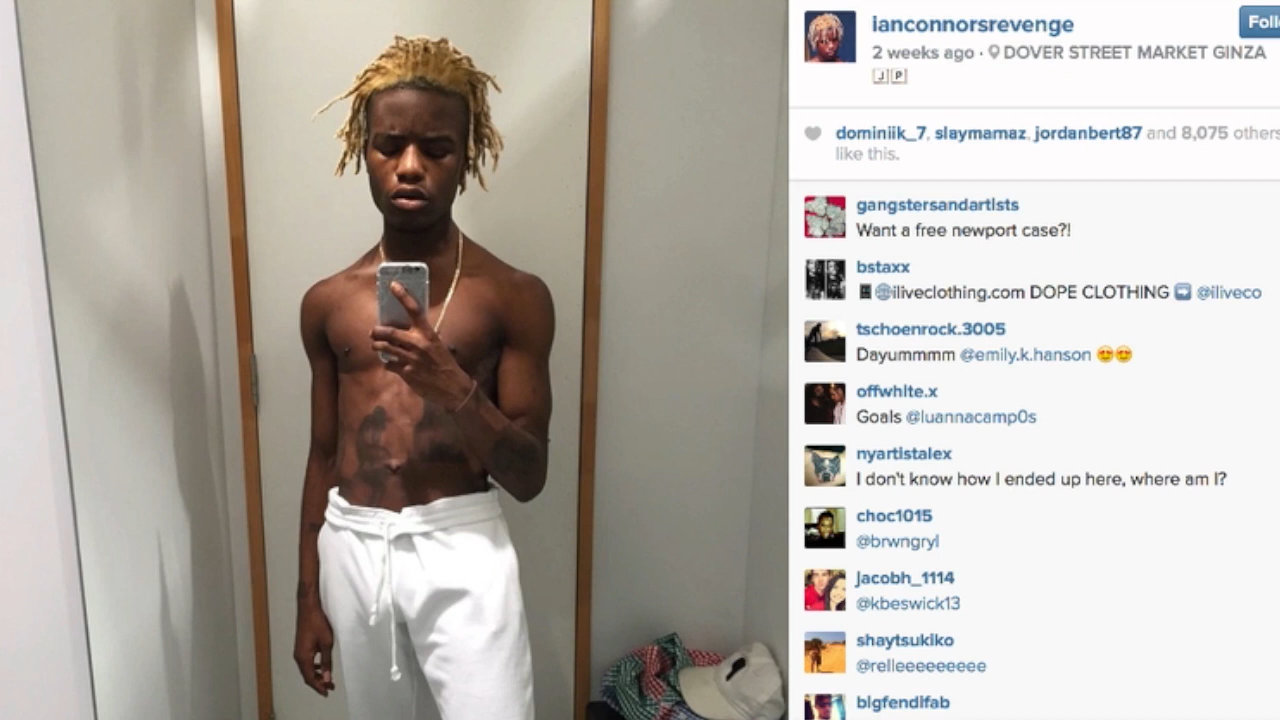 ianconnorsrevenge
2 weeks ago · DOVER STREET MARKET GINZA
🇯 🇵
dominiik_7, slaymamaz, jordanbert87 and 8,075 others
like this.
gangstersandartists
Want a free newport case?!
bstaxx
📱🌐iliveclothing.com DOPE CLOTHING ➡️ @iliveco
tschoenrock.3005
Dayummmm @emily.k.hanson 😍😍
offwhite.x
Goals @luannacamp0s
nyartistalex
I don't know how I ended up here, where am I?
choc1015
@brwngryl
jacobh_1114
@kbeswick13
shaytsukiko
@relleeeeeeeeee
bigfendifab